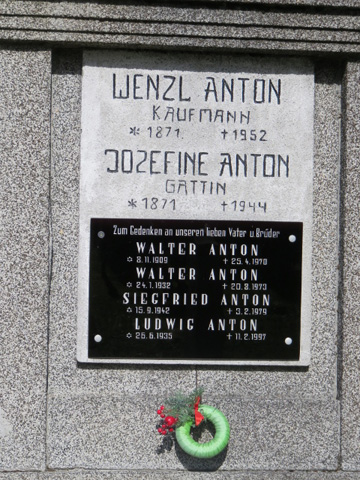 WENZL ANTON
KAUFMANN
* 1871 +1952
JOZEFINE ANTON
GATTIN
* 1871 +1944
Zum Gedenken an unseren lieben Vater u. Brüder
WALTER ANTON
✩ 8.11.1909 + 25.4.1970
WALTER ANTON
✩ 24.1.1932 + 20.8.1973
SIEGFRIED ANTON
✩ 15.9.1942 + 3.2.1979
LUDWIG ANTON
✩ 25.6.1935 + 11.2.1997